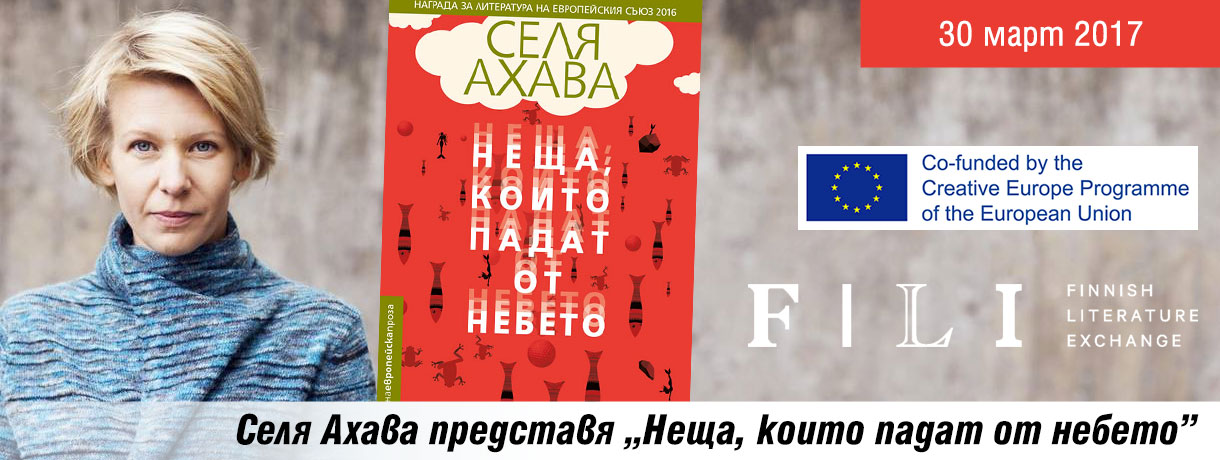 НАГРАДА ЗА ЛИТЕРАТУРА НА ЕВРОПЕЙСКИЯ СЪЮЗ 2016
СЕЛЯ
АХАВА
НЕЩА,
КОИТО
ПАДАТ
ОТ
НЕБЕТО
европейскапроза
30 март 2017
Co-funded by the
Creative Europe Programme
of the European Union
FILI
FINNISH
LITERATURE
EXCHANGE
Селя Ахава представя „Неща, които падат от небето”